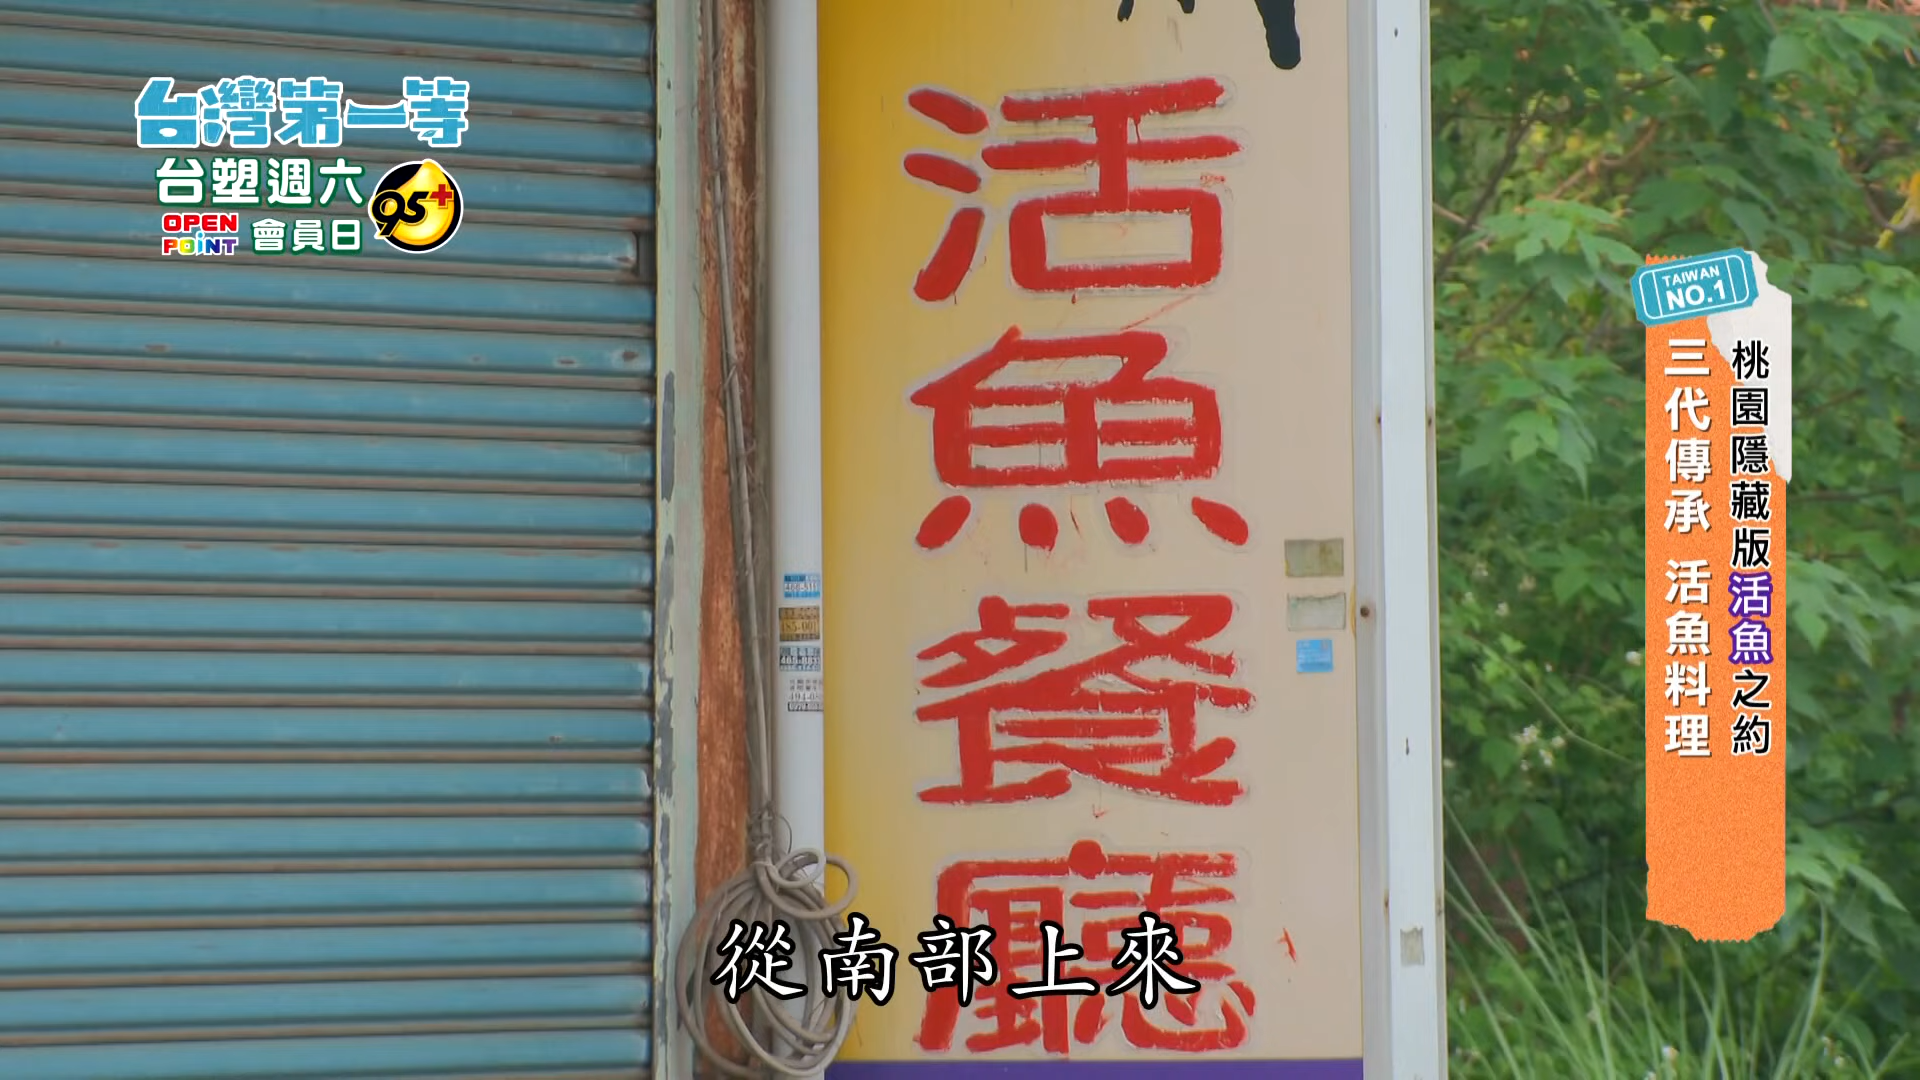 台灣第一等
台塑週六
95+
OPEN POINT 會員日
活魚餐廳
TAIWAN
NO.1
桃園隱藏版活魚之約
三代傳承 活魚料理
從南部上來